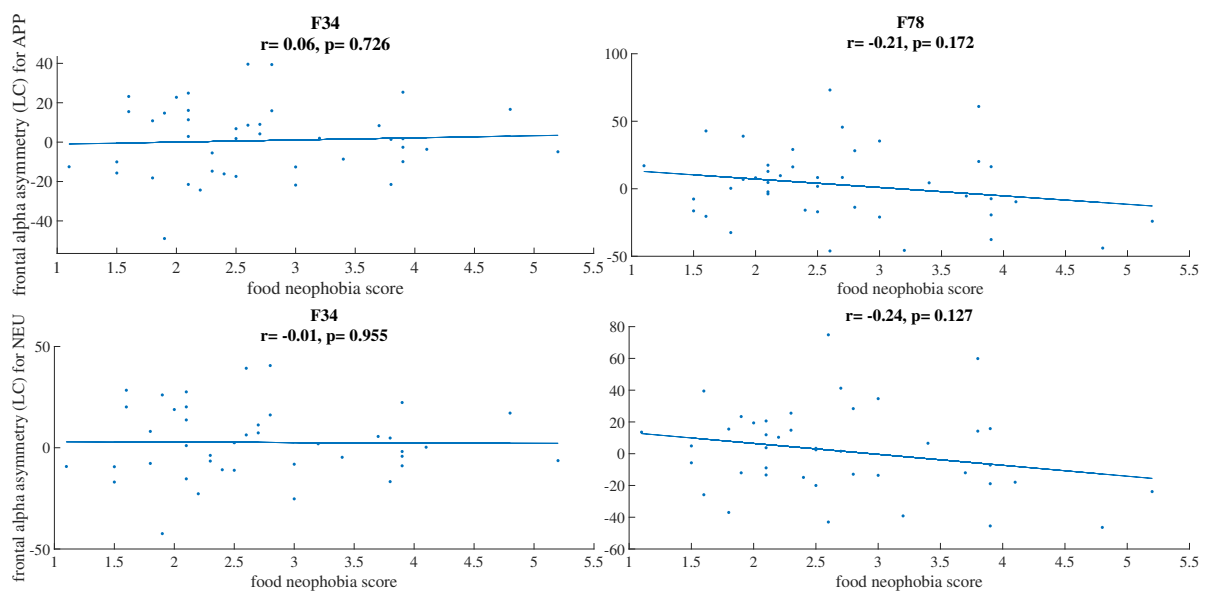 F34
r= 0.06, p= 0.726
frontal alpha asymmetry (LC) for APP
40
20
0
-20
-40
1 1.5 2 2.5 3 3.5 4 4.5 5 5.5
food neophobia score
F78
r= -0.21, p= 0.172
100
50
0
-50
1 1.5 2 2.5 3 3.5 4 4.5 5 5.5
food neophobia score
F34
r= -0.01, p= 0.955
frontal alpha asymmetry (LC) for NEU
50
0
-50
1 1.5 2 2.5 3 3.5 4 4.5 5 5.5
food neophobia score
r= -0.24, p= 0.127
80
60
40
20
0
-20
-40
-60
1 1.5 2 2.5 3 3.5 4 4.5 5 5.5
food neophobia score